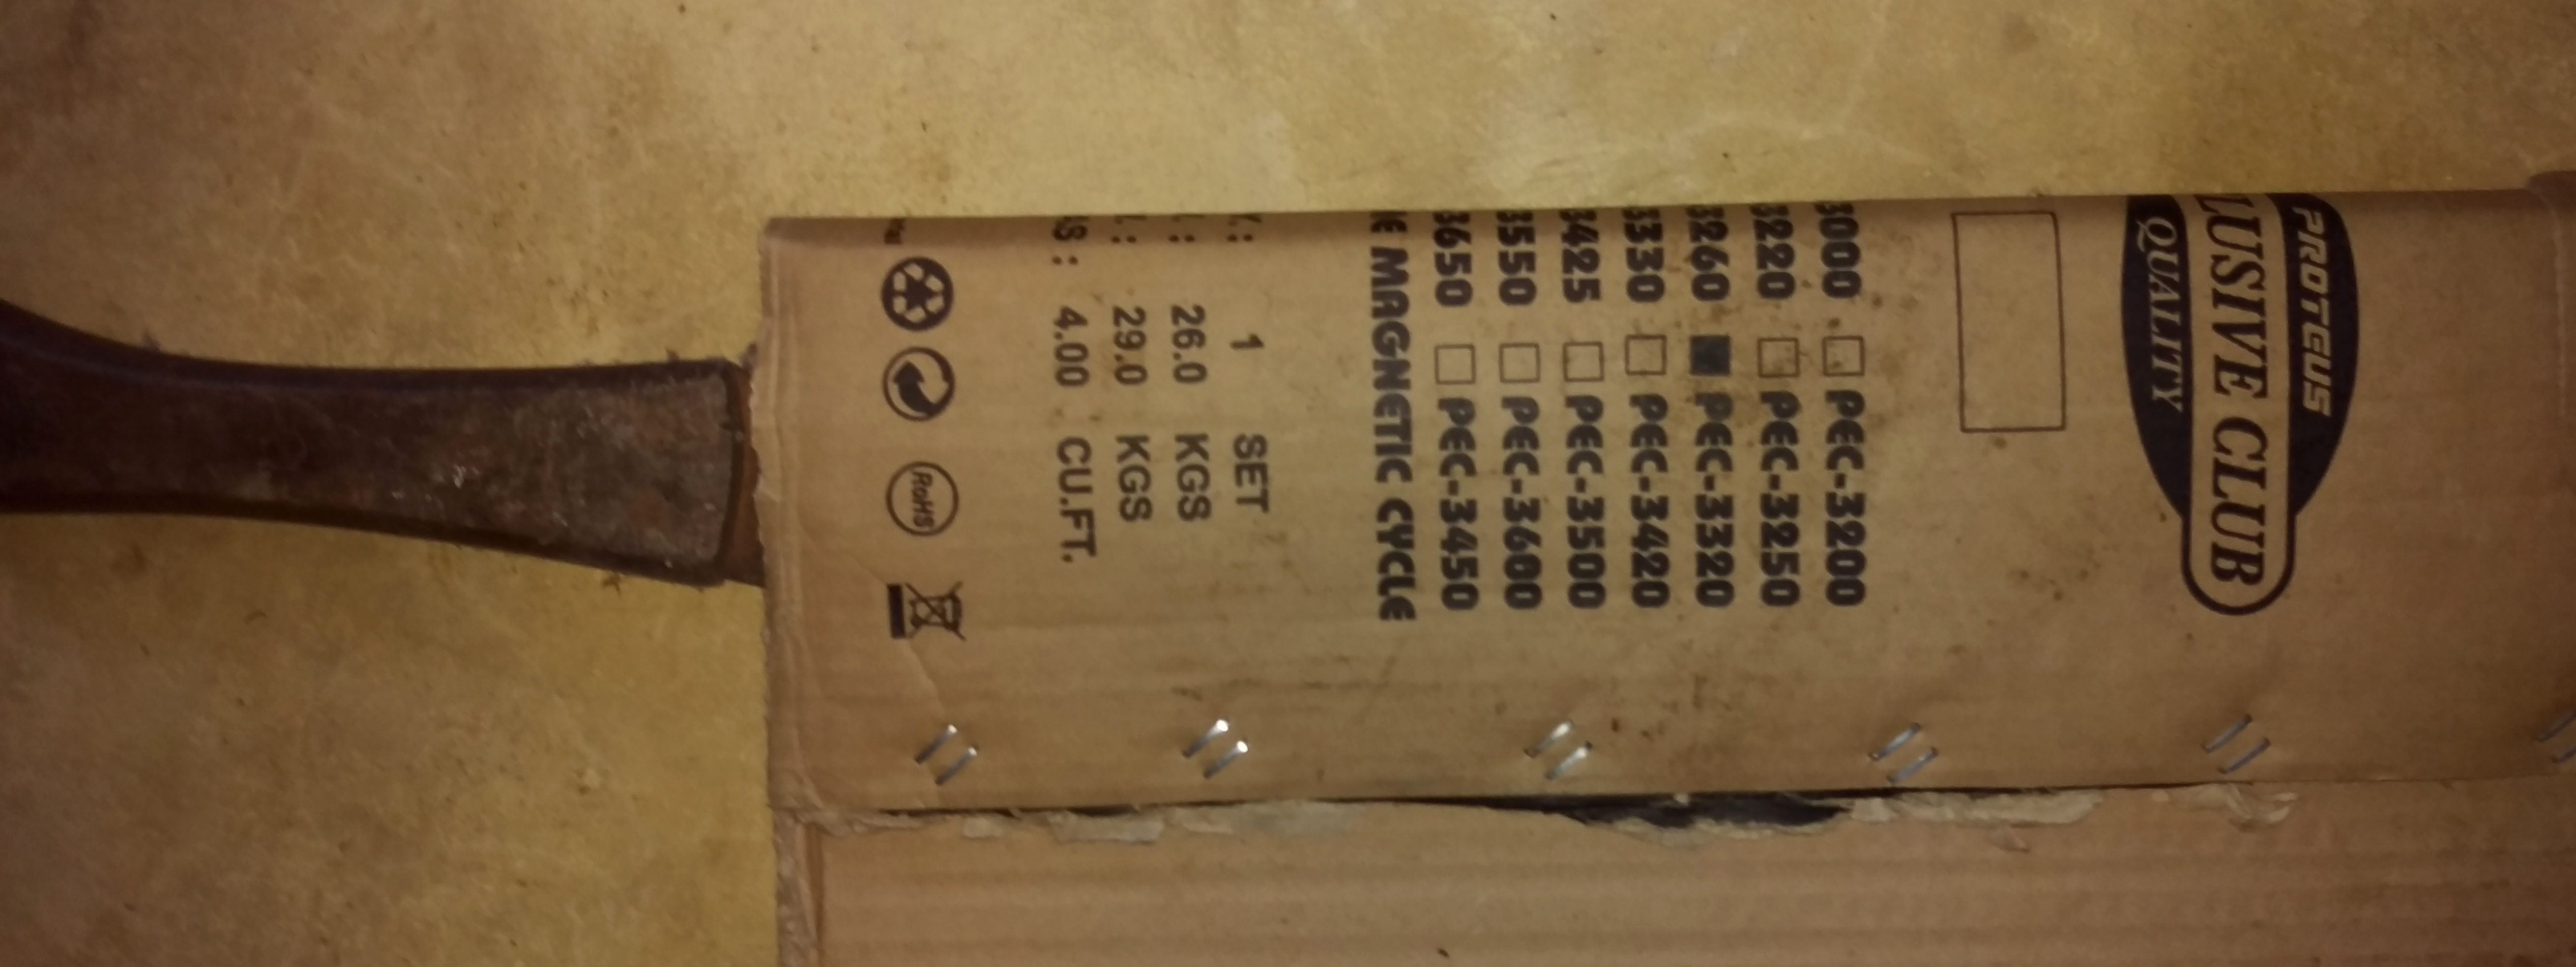 PROTEUS
LUSIVE CLUB
QUALITY
3000 PEC-3200
3220 PEC-3250
3260 PEC-3320
3330 PEC-3420
3425 PEC-3500
3550 PEC-3600
3650 PEC-3450
E MAGNETIC CYCLE
.: 1 SET
.: 26.0 KGS
.: 29.0 KGS
S: 4.00 CU.FT.
RoHS